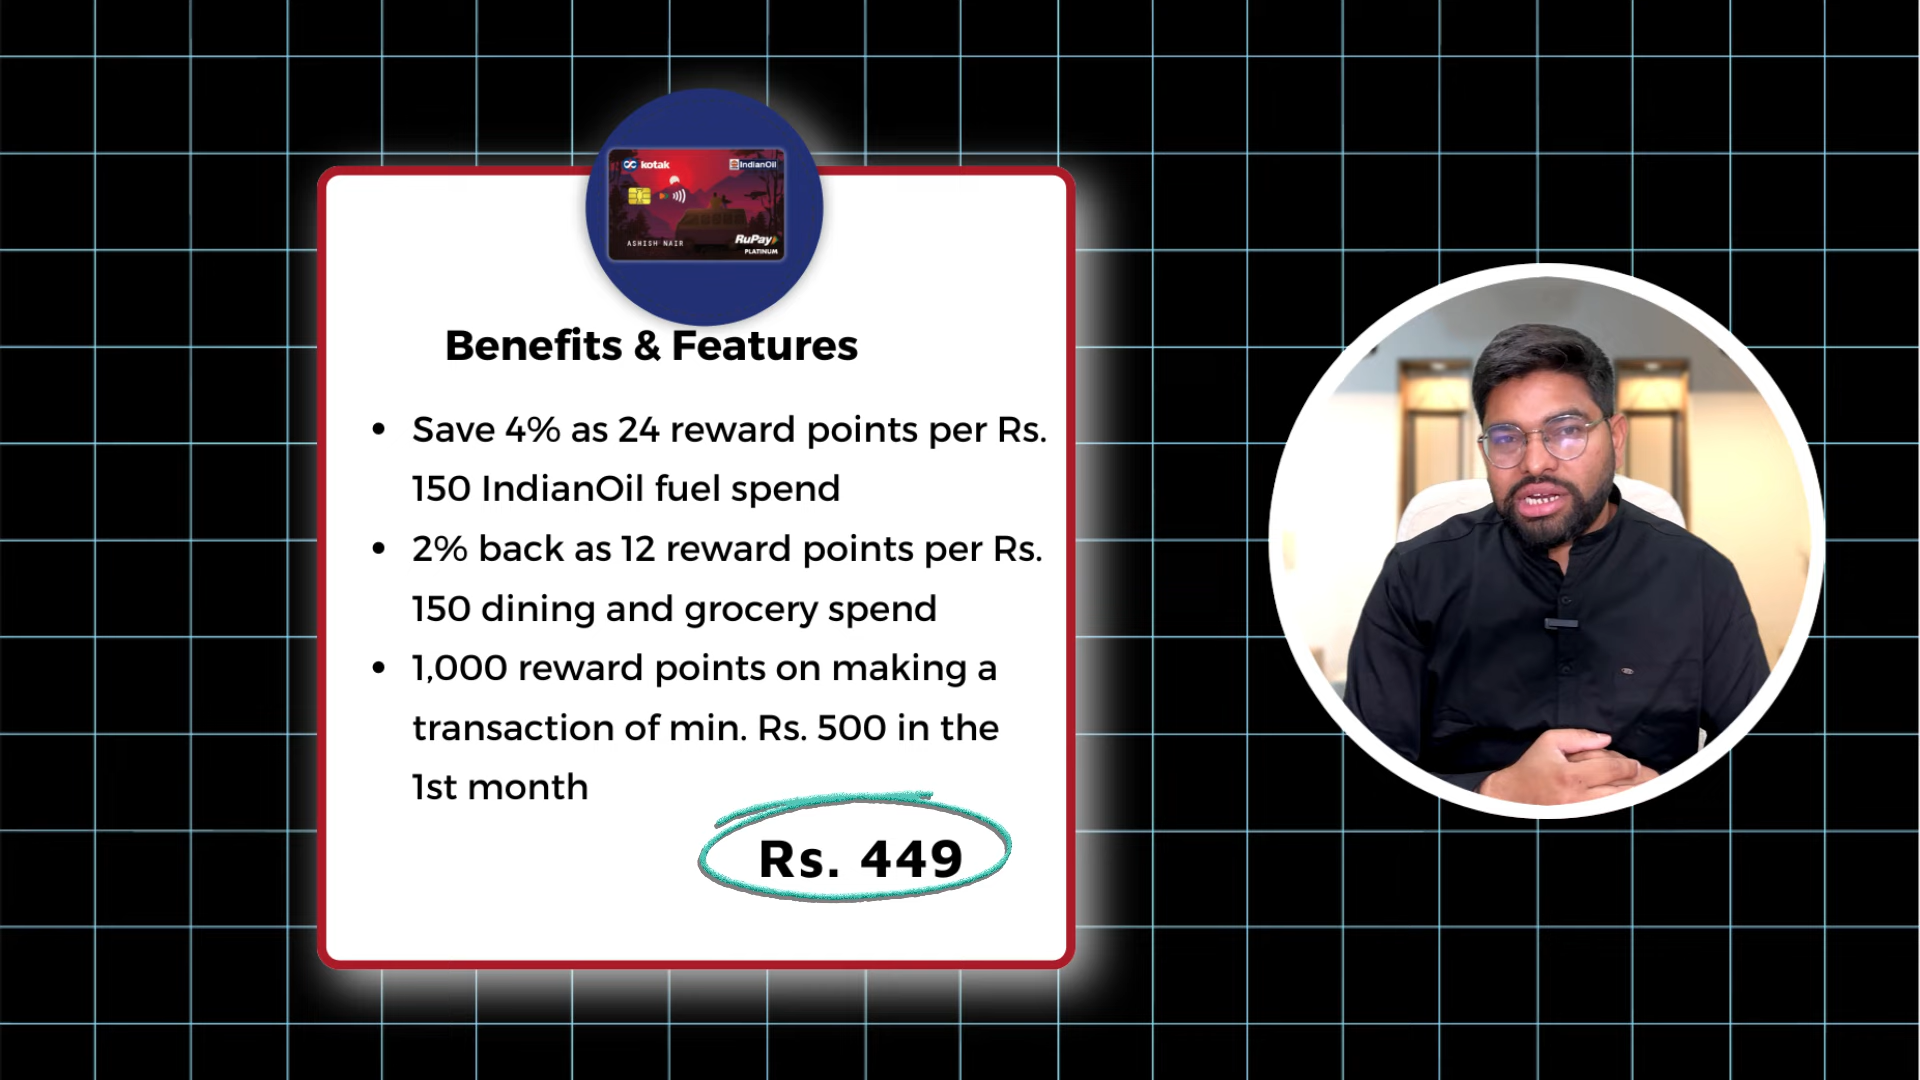 kotak
IndianOil
ASHISH NAIR
RuPay
PLATINUM
Benefits & Features
• Save 4% as 24 reward points per Rs.
150 IndianOil fuel spend
• 2% back as 12 reward points per Rs.
150 dining and grocery spend
• 1,000 reward points on making a
transaction of min. Rs. 500 in the
1st month
Rs. 449